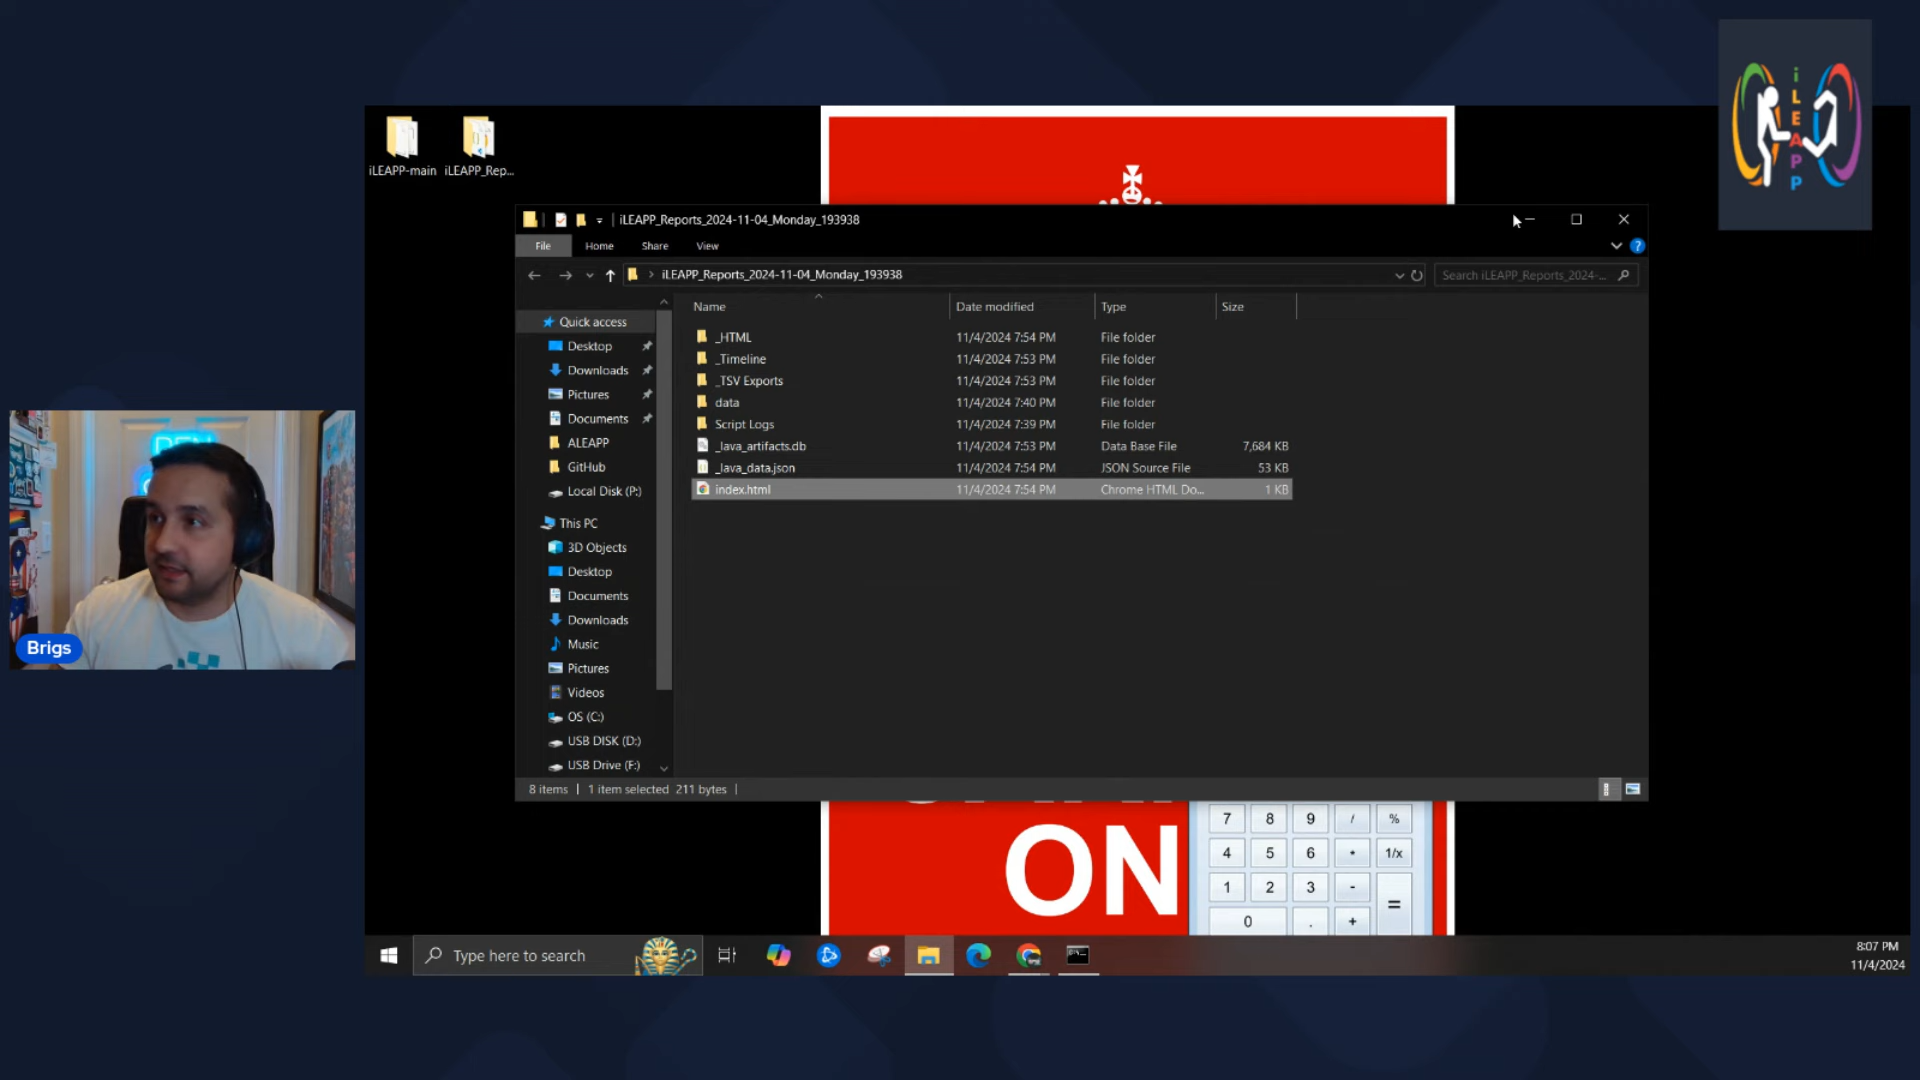 i
L
E
A
P
P
iLEAPP-main
iLEAPP_Rep...
iLEAPP_Reports_2024-11-04_Monday_193938
File
Home
Share
View
iLEAPP_Reports_2024-11-04_Monday_193938
Search iLEAPP_Reports_2024-...
Name
Date modified
Type
Size
Quick access
Desktop
Downloads
Pictures
Documents
ALEAPP
GitHub
Local Disk (P:)
This PC
3D Objects
Desktop
Documents
Downloads
Music
Pictures
Videos
OS (C:)
USB DISK (D:)
USB Drive (F:)
_HTML 11/4/2024 7:54 PM File folder
_Timeline 11/4/2024 7:53 PM File folder
_TSV Exports 11/4/2024 7:53 PM File folder
data 11/4/2024 7:40 PM File folder
Script Logs 11/4/2024 7:39 PM File folder
_lava_artifacts.db 11/4/2024 7:53 PM Data Base File 7,684 KB
_lava_data.json 11/4/2024 7:54 PM JSON Source File 53 KB
index.html 11/4/2024 7:54 PM Chrome HTML Do... 1 KB
8 items | 1 item selected 211 bytes |
Brigs
ON
7 8 9 / %
4 5 6 * 1/x
1 2 3 - =
0 . +
Type here to search
8:07 PM
11/4/2024